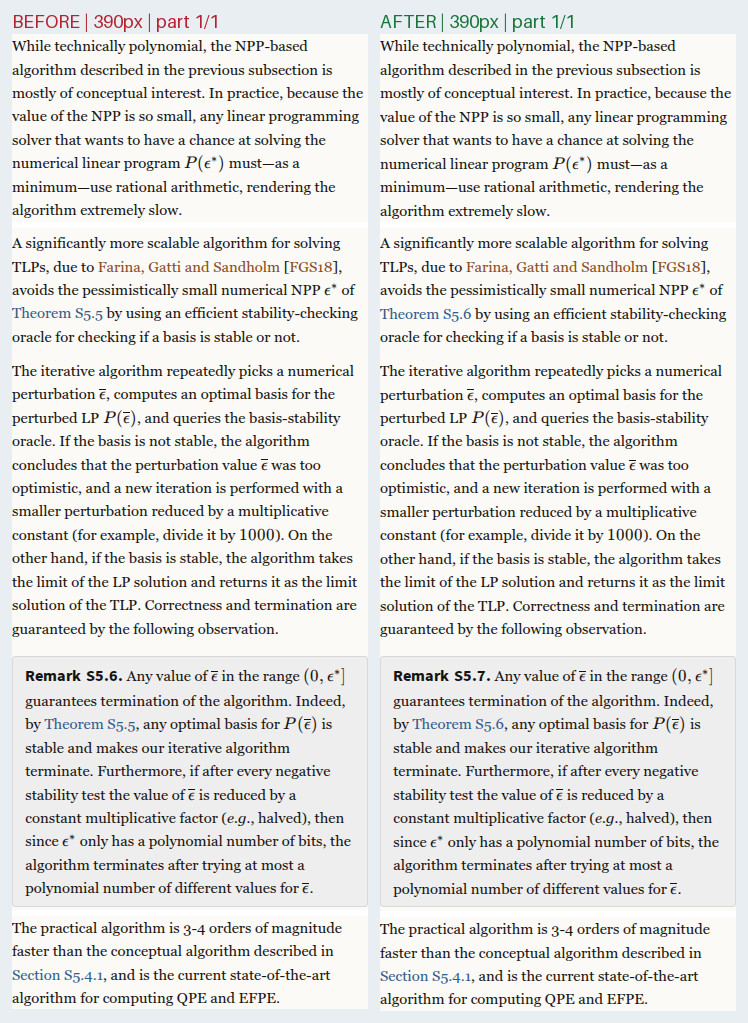 BEFORE | 390px | part 1/1
While technically polynomial, the NPP-based
algorithm described in the previous subsection is
mostly of conceptual interest. In practice, because the
value of the NPP is so small, any linear programming
solver that wants to have a chance at solving the
numerical linear program P(ϵ*) must—as a
minimum—use rational arithmetic, rendering the
algorithm extremely slow.
A significantly more scalable algorithm for solving
TLPs, due to Farina, Gatti and Sandholm [FGS18],
avoids the pessimistically small numerical NPP ϵ* of
Theorem S5.5 by using an efficient stability-checking
oracle for checking if a basis is stable or not.
The iterative algorithm repeatedly picks a numerical
perturbation ϵ̅, computes an optimal basis for the
perturbed LP P(ϵ̅), and queries the basis-stability
oracle. If the basis is not stable, the algorithm
concludes that the perturbation value ϵ̅ was too
optimistic, and a new iteration is performed with a
smaller perturbation reduced by a multiplicative
constant (for example, divide it by 1000). On the
other hand, if the basis is stable, the algorithm takes
the limit of the LP solution and returns it as the limit
solution of the TLP. Correctness and termination are
guaranteed by the following observation.
Remark S5.6. Any value of ϵ̅ in the range (0, ϵ*]
guarantees termination of the algorithm. Indeed,
by Theorem S5.5, any optimal basis for P(ϵ̅) is
stable and makes our iterative algorithm
terminate. Furthermore, if after every negative
stability test the value of ϵ̅ is reduced by a
constant multiplicative factor (e.g., halved), then
since ϵ* only has a polynomial number of bits, the
algorithm terminates after trying at most a
polynomial number of different values for ϵ̅.
The practical algorithm is 3-4 orders of magnitude
faster than the conceptual algorithm described in
Section S5.4.1, and is the current state-of-the-art
algorithm for computing QPE and EFPE.
AFTER | 390px | part 1/1
While technically polynomial, the NPP-based
algorithm described in the previous subsection is
mostly of conceptual interest. In practice, because the
value of the NPP is so small, any linear programming
solver that wants to have a chance at solving the
numerical linear program P(ϵ*) must—as a
minimum—use rational arithmetic, rendering the
algorithm extremely slow.
A significantly more scalable algorithm for solving
TLPs, due to Farina, Gatti and Sandholm [FGS18],
avoids the pessimistically small numerical NPP ϵ* of
Theorem S5.6 by using an efficient stability-checking
oracle for checking if a basis is stable or not.
The iterative algorithm repeatedly picks a numerical
perturbation ϵ̅, computes an optimal basis for the
perturbed LP P(ϵ̅), and queries the basis-stability
oracle. If the basis is not stable, the algorithm
concludes that the perturbation value ϵ̅ was too
optimistic, and a new iteration is performed with a
smaller perturbation reduced by a multiplicative
constant (for example, divide it by 1000). On the
other hand, if the basis is stable, the algorithm takes
the limit of the LP solution and returns it as the limit
solution of the TLP. Correctness and termination are
guaranteed by the following observation.
Remark S5.7. Any value of ϵ̅ in the range (0, ϵ*]
guarantees termination of the algorithm. Indeed,
by Theorem S5.6, any optimal basis for P(ϵ̅) is
stable and makes our iterative algorithm
terminate. Furthermore, if after every negative
stability test the value of ϵ̅ is reduced by a
constant multiplicative factor (e.g., halved), then
since ϵ* only has a polynomial number of bits, the
algorithm terminates after trying at most a
polynomial number of different values for ϵ̅.
The practical algorithm is 3-4 orders of magnitude
faster than the conceptual algorithm described in
Section S5.4.1, and is the current state-of-the-art
algorithm for computing QPE and EFPE.